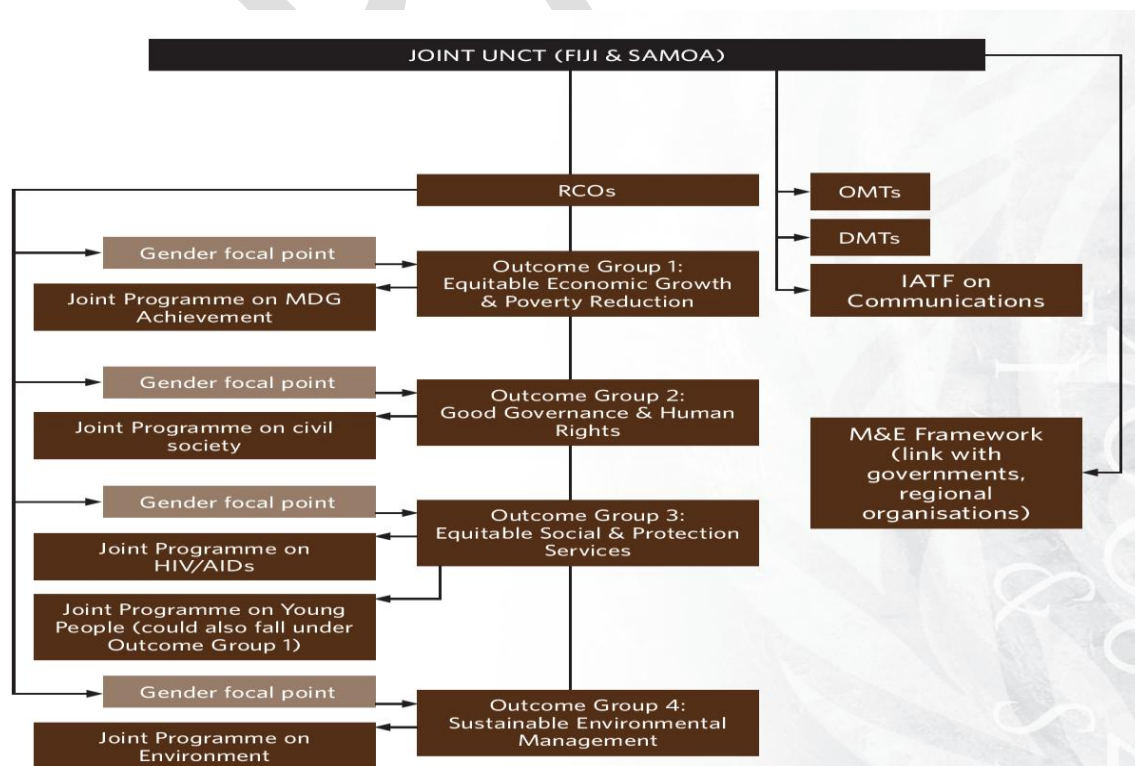 JOINT UNCT (FIJI & SAMOA)
RCOs
OMTs
DMTs
IATF on
Communications
M&E Framework
(link with
governments,
regional
organisations)
Gender focal point
Outcome Group 1:
Equitable Economic Growth
& Poverty Reduction
Joint Programme on MDG
Achievement
Gender focal point
Outcome Group 2:
Good Governance & Human
Rights
Joint Programme on civil
society
Gender focal point
Outcome Group 3:
Equitable Social & Protection
Services
Joint Programme on
HIV/AIDs
Joint Programme on Young
People (could also fall under
Outcome Group 1)
Gender focal point
Outcome Group 4:
Sustainable Environmental
Management
Joint Programme on
Environment